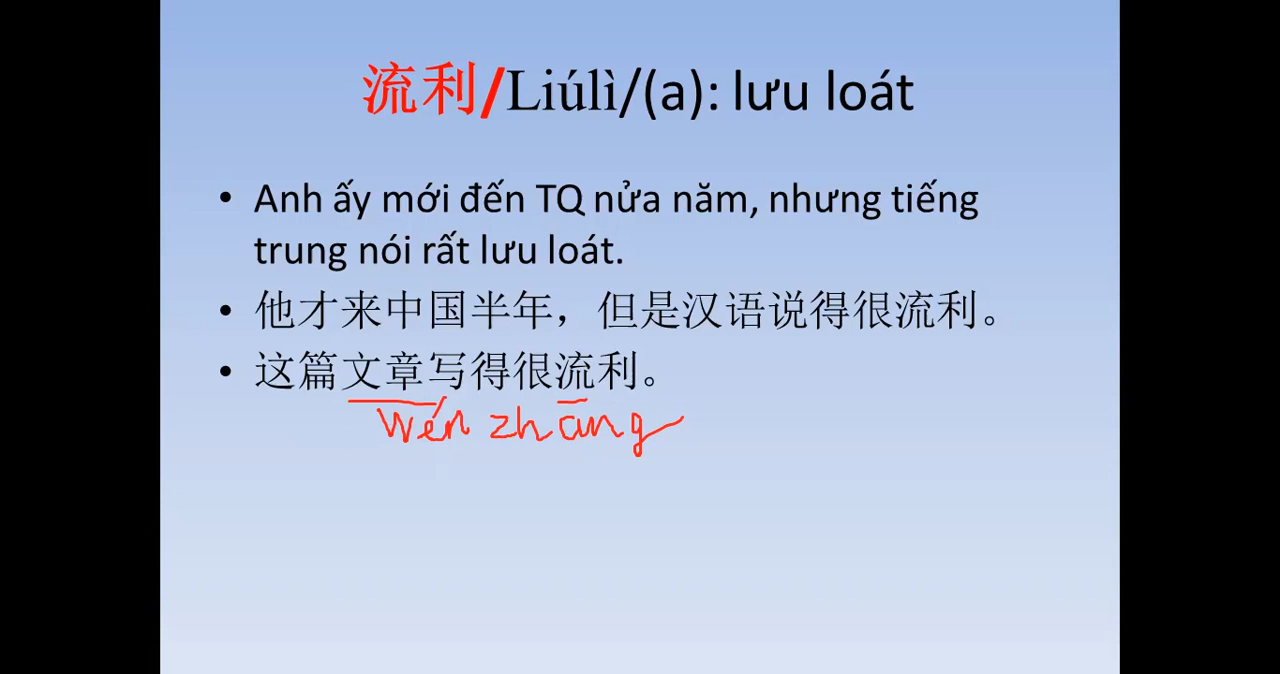 流利/Liúlì/(a): lưu loát
• Anh ấy mới đến TQ nửa năm, nhưng tiếng
trung nói rất lưu loát.
• 他才来中国半年，但是汉语说得很流利。
• 这篇文章写得很流利。
wén zhāng